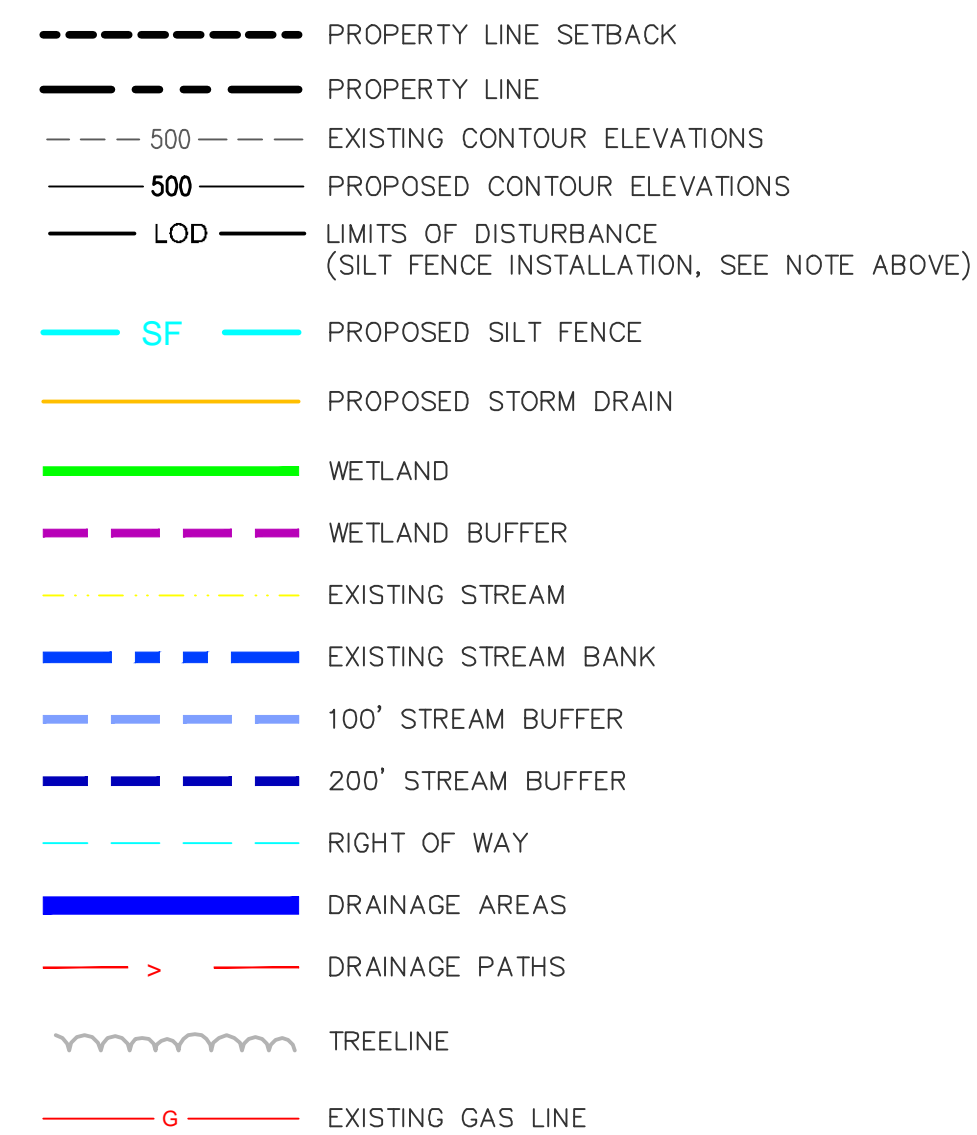 PROPERTY LINE SETBACK
PROPERTY LINE
500 EXISTING CONTOUR ELEVATIONS
500 PROPOSED CONTOUR ELEVATIONS
LOD LIMITS OF DISTURBANCE
(SILT FENCE INSTALLATION, SEE NOTE ABOVE)
SF PROPOSED SILT FENCE
PROPOSED STORM DRAIN
WETLAND
WETLAND BUFFER
EXISTING STREAM
EXISTING STREAM BANK
100' STREAM BUFFER
200' STREAM BUFFER
RIGHT OF WAY
DRAINAGE AREAS
> DRAINAGE PATHS
TREELINE
G EXISTING GAS LINE